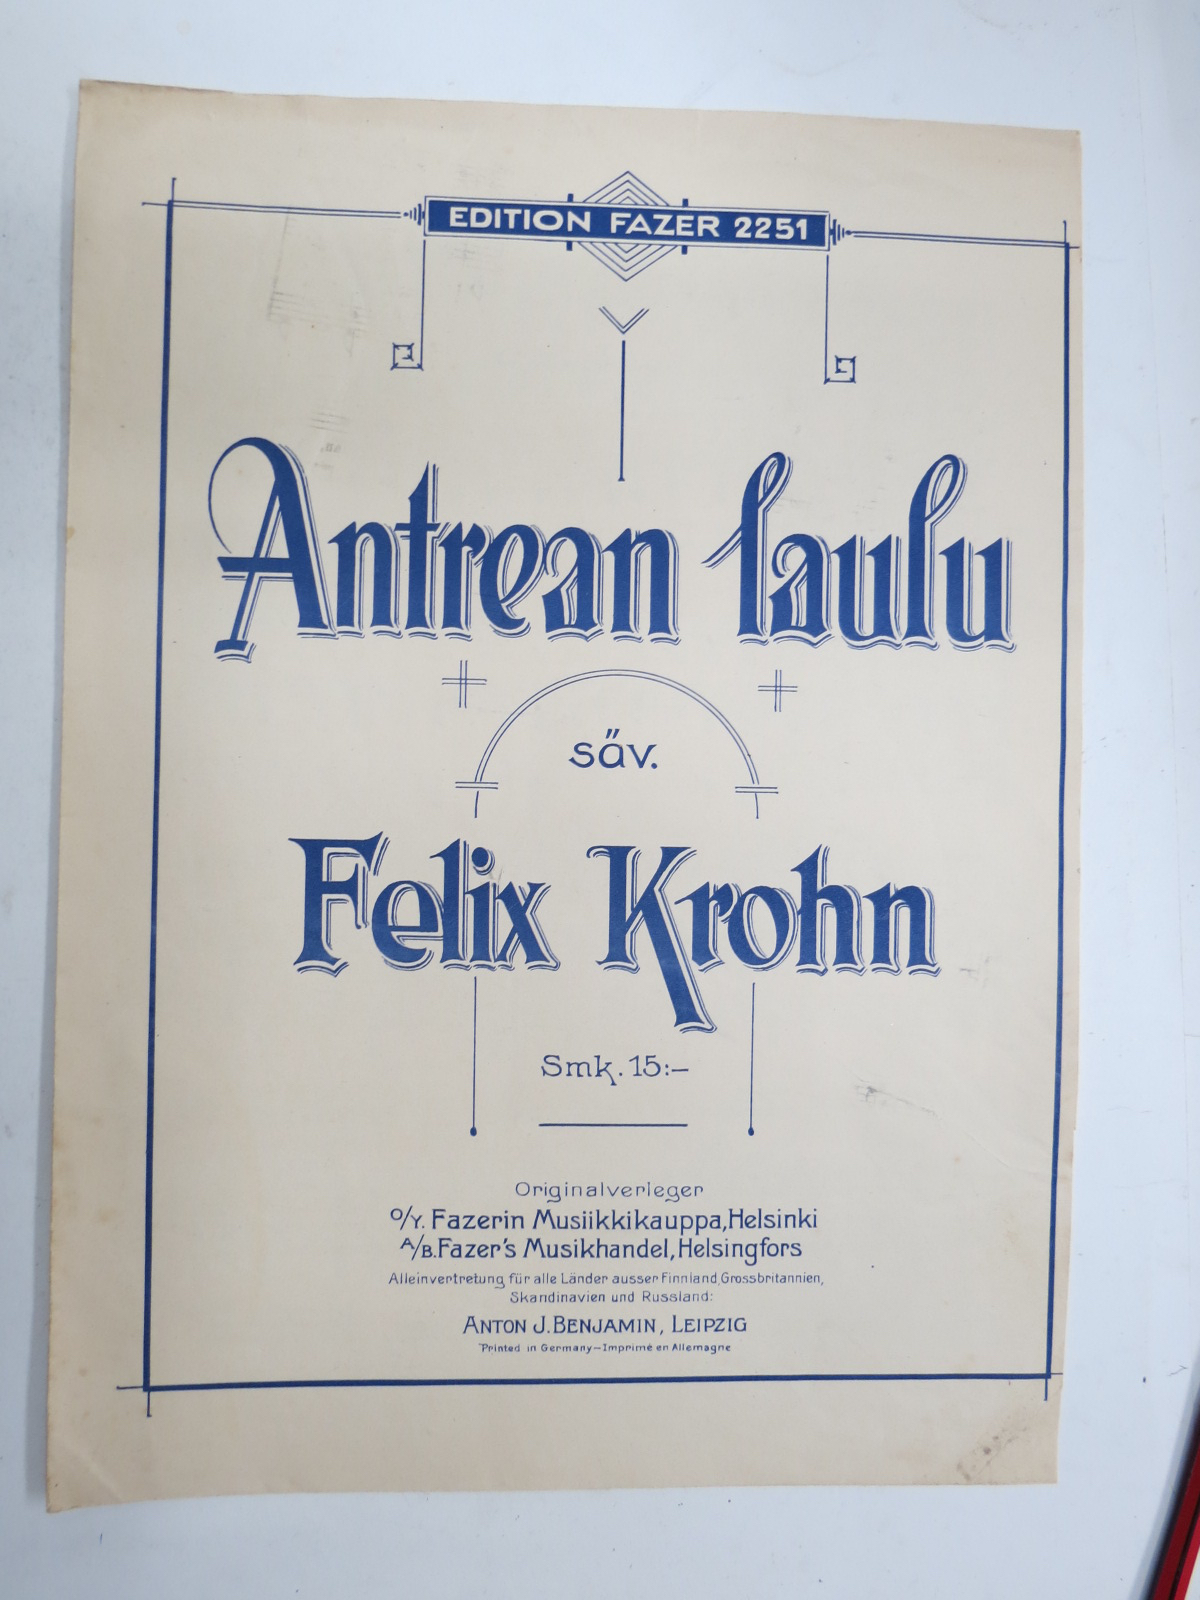 EDITION FAZER 2251
Antrean laulu
säv.
Felix Krohn
Smk. 15:–
Originalverleger
O/Y. Fazerin Musiikkikauppa, Helsinki
A/B. Fazer's Musikhandel, Helsingfors
Alleinvertretung für alle Länder ausser Finnland, Grossbritannien,
Skandinavien und Russland:
ANTON J. BENJAMIN, LEIPZIG
Printed in Germany – Imprimé en Allemagne